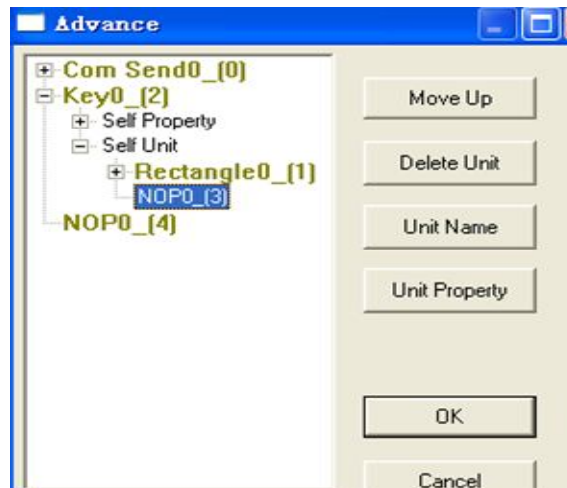 Advance
Com Send0_(0)
Key0_(2)
Self Property
Self Unit
Rectangle0_(1)
NOP0_(3)
NOP0_(4)
Move Up
Delete Unit
Unit Name
Unit Property
OK
Cancel